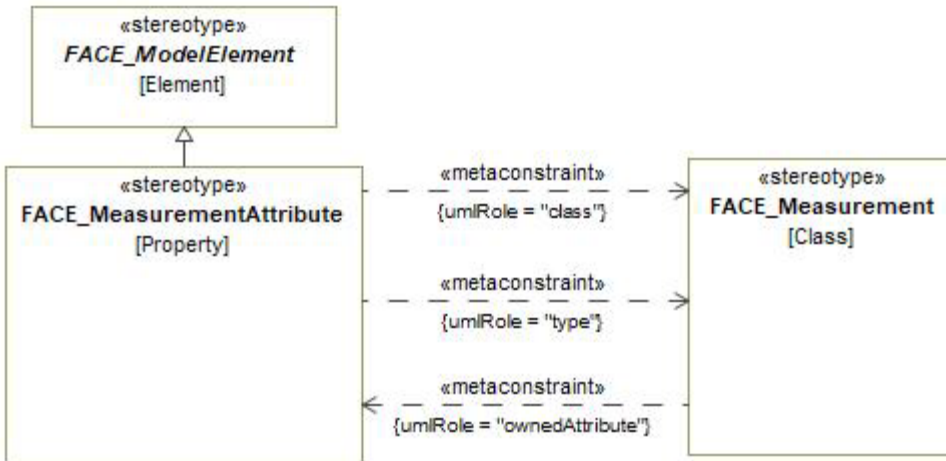 «stereotype»
FACE_ModelElement
[Element]
«stereotype»
FACE_MeasurementAttribute
[Property]
«metaconstraint»
{umlRole = "class"}
«metaconstraint»
{umlRole = "type"}
«metaconstraint»
{umlRole = "ownedAttribute"}
«stereotype»
FACE_Measurement
[Class]